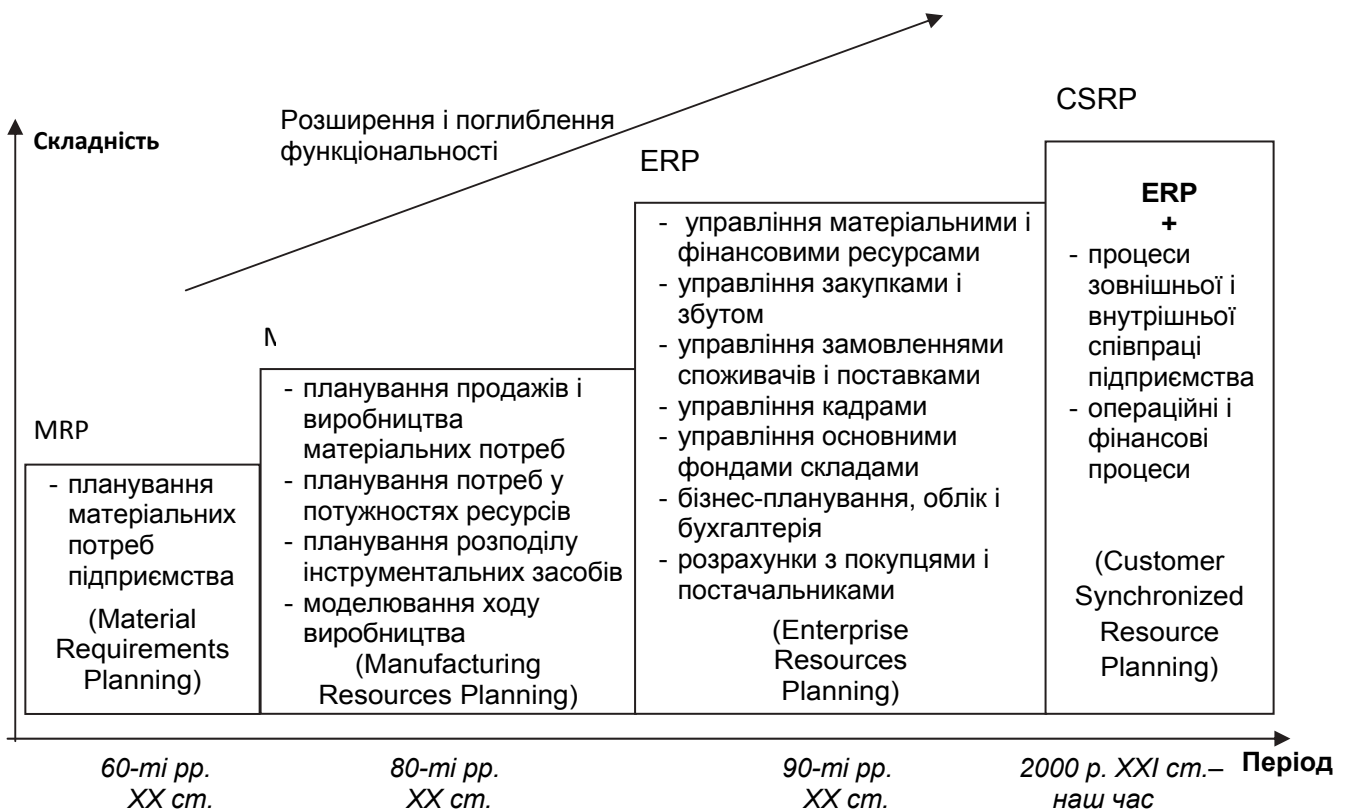 CSRP
Складність
Розширення і поглиблення
функціональності
ERP
MRP
- планування
матеріальних
потреб
підприємства
(Material
Requirements
Planning)
- планування продажів і
виробництва
матеріальних потреб
- планування потреб у
потужностях ресурсів
- планування розподілу
інструментальних засобів
- моделювання ходу
виробництва
(Manufacturing
Resources Planning)
- управління матеріальними і
фінансовими ресурсами
- управління закупками і
збутом
- управління замовленнями
споживачів і поставками
- управління кадрами
- управління основними
фондами складами
- бізнес-планування, облік і
бухгалтерія
- розрахунки з покупцями і
постачальниками
(Enterprise
Resources
Planning)
ERP
+
- процеси
зовнішньої і
внутрішньої
співпраці
підприємства
- операційні і
фінансові
процеси
(Customer
Synchronized
Resource
Planning)
60-ті рр.
ХХ ст.
80-ті рр.
ХХ ст.
90-ті рр.
ХХ ст.
2000 р. ХХІ ст.–
наш час
Період